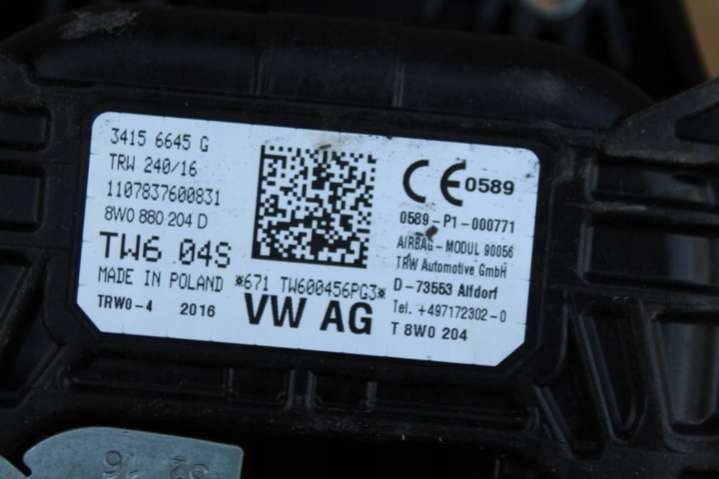 3415 6645 G
TRW 240/16
1107837600831
8W0 880 204 D
TW6 04S
MADE IN POLAND *671 TW600456PG3*
TRW0-4 2016 VW AG
CE 0589
0589-P1-000771
AIRBAG-MODUL 90056
TRW Automotive GmbH
D-73553 Alfdorf
Tel. +497172302-0
T 8W0 204